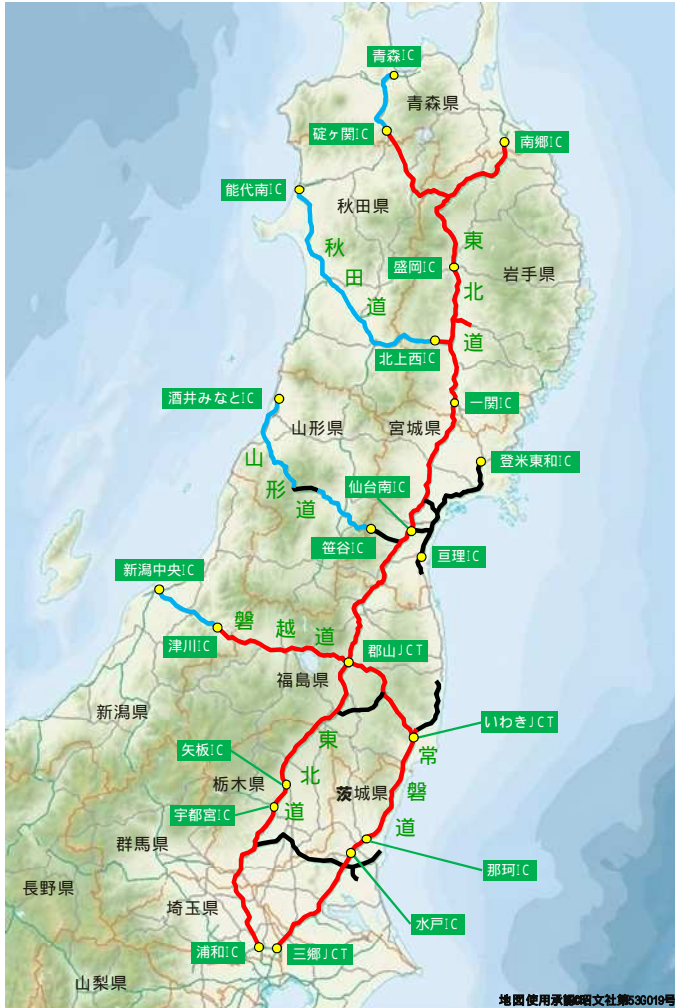 青森IC
青森県
碇ヶ関IC
南郷IC
能代南IC
秋田県
秋田道
東北道
盛岡IC
岩手県
北上西IC
酒井みなとIC
一関IC
山形県
宮城県
登米東和IC
山形道
仙台南IC
笹谷IC
亘理IC
新潟中央IC
磐越道
津川IC
郡山JCT
福島県
新潟県
いわきJCT
東北道
常磐道
矢板IC
栃木県
茨城県
宇都宮IC
群馬県
那珂IC
長野県
埼玉県
水戸IC
浦和IC
三郷JCT
山梨県
地図使用承認©昭文社第53G019号